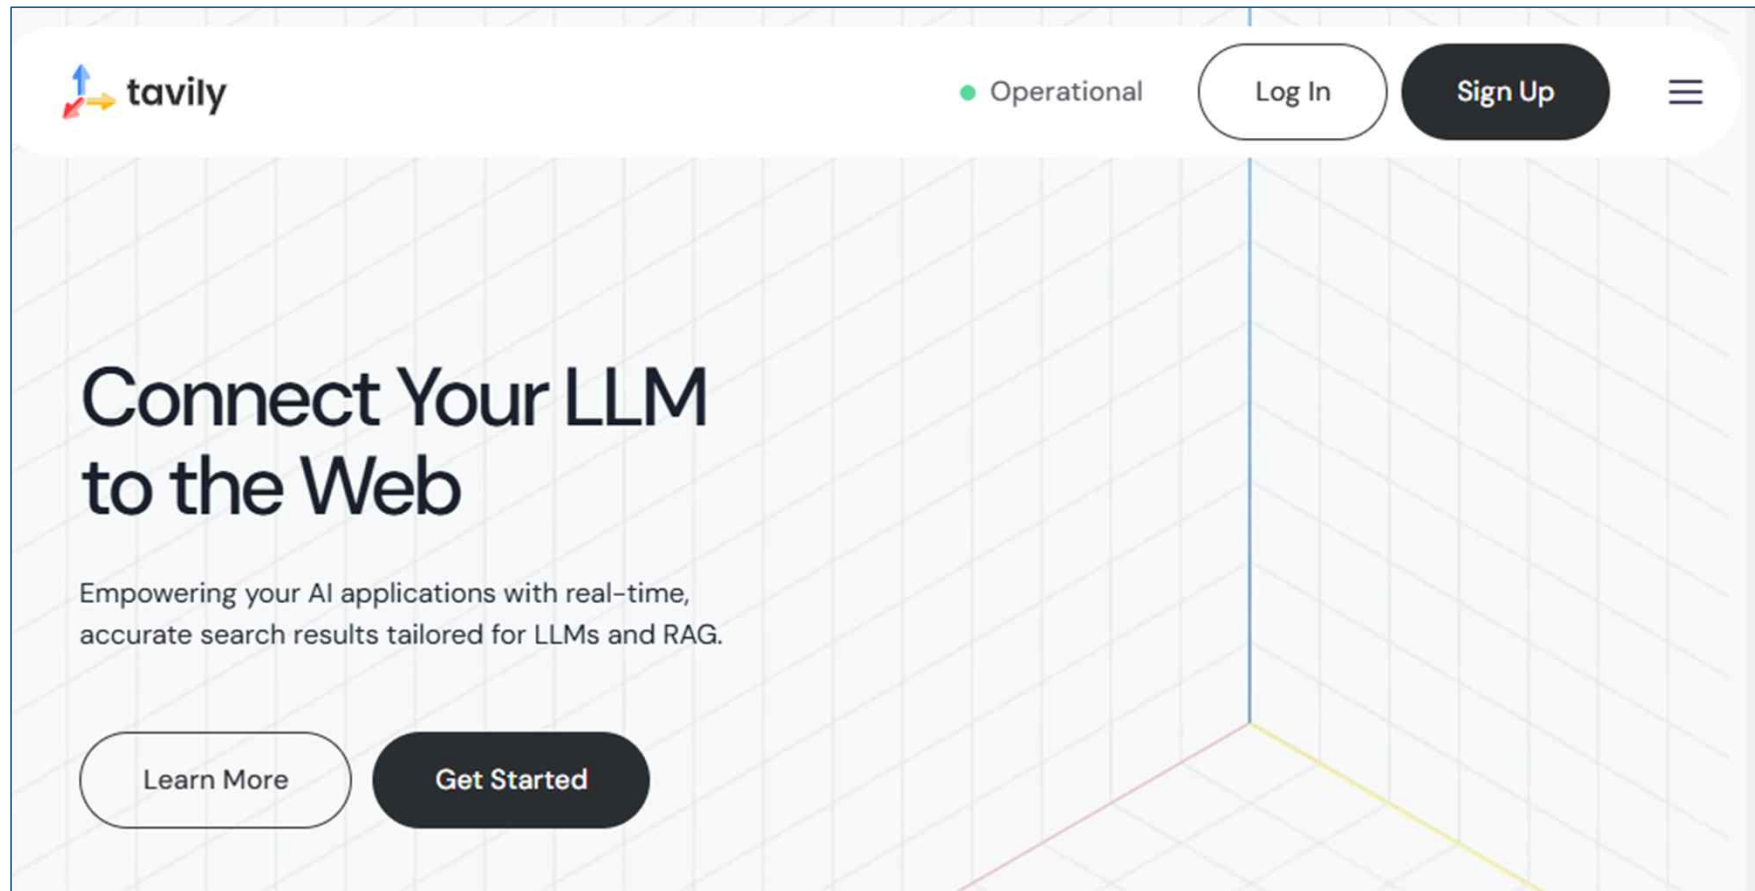 tavily
Operational
Log In
Sign Up
Connect Your LLM
to the Web
Empowering your AI applications with real-time,
accurate search results tailored for LLMs and RAG.
Learn More
Get Started